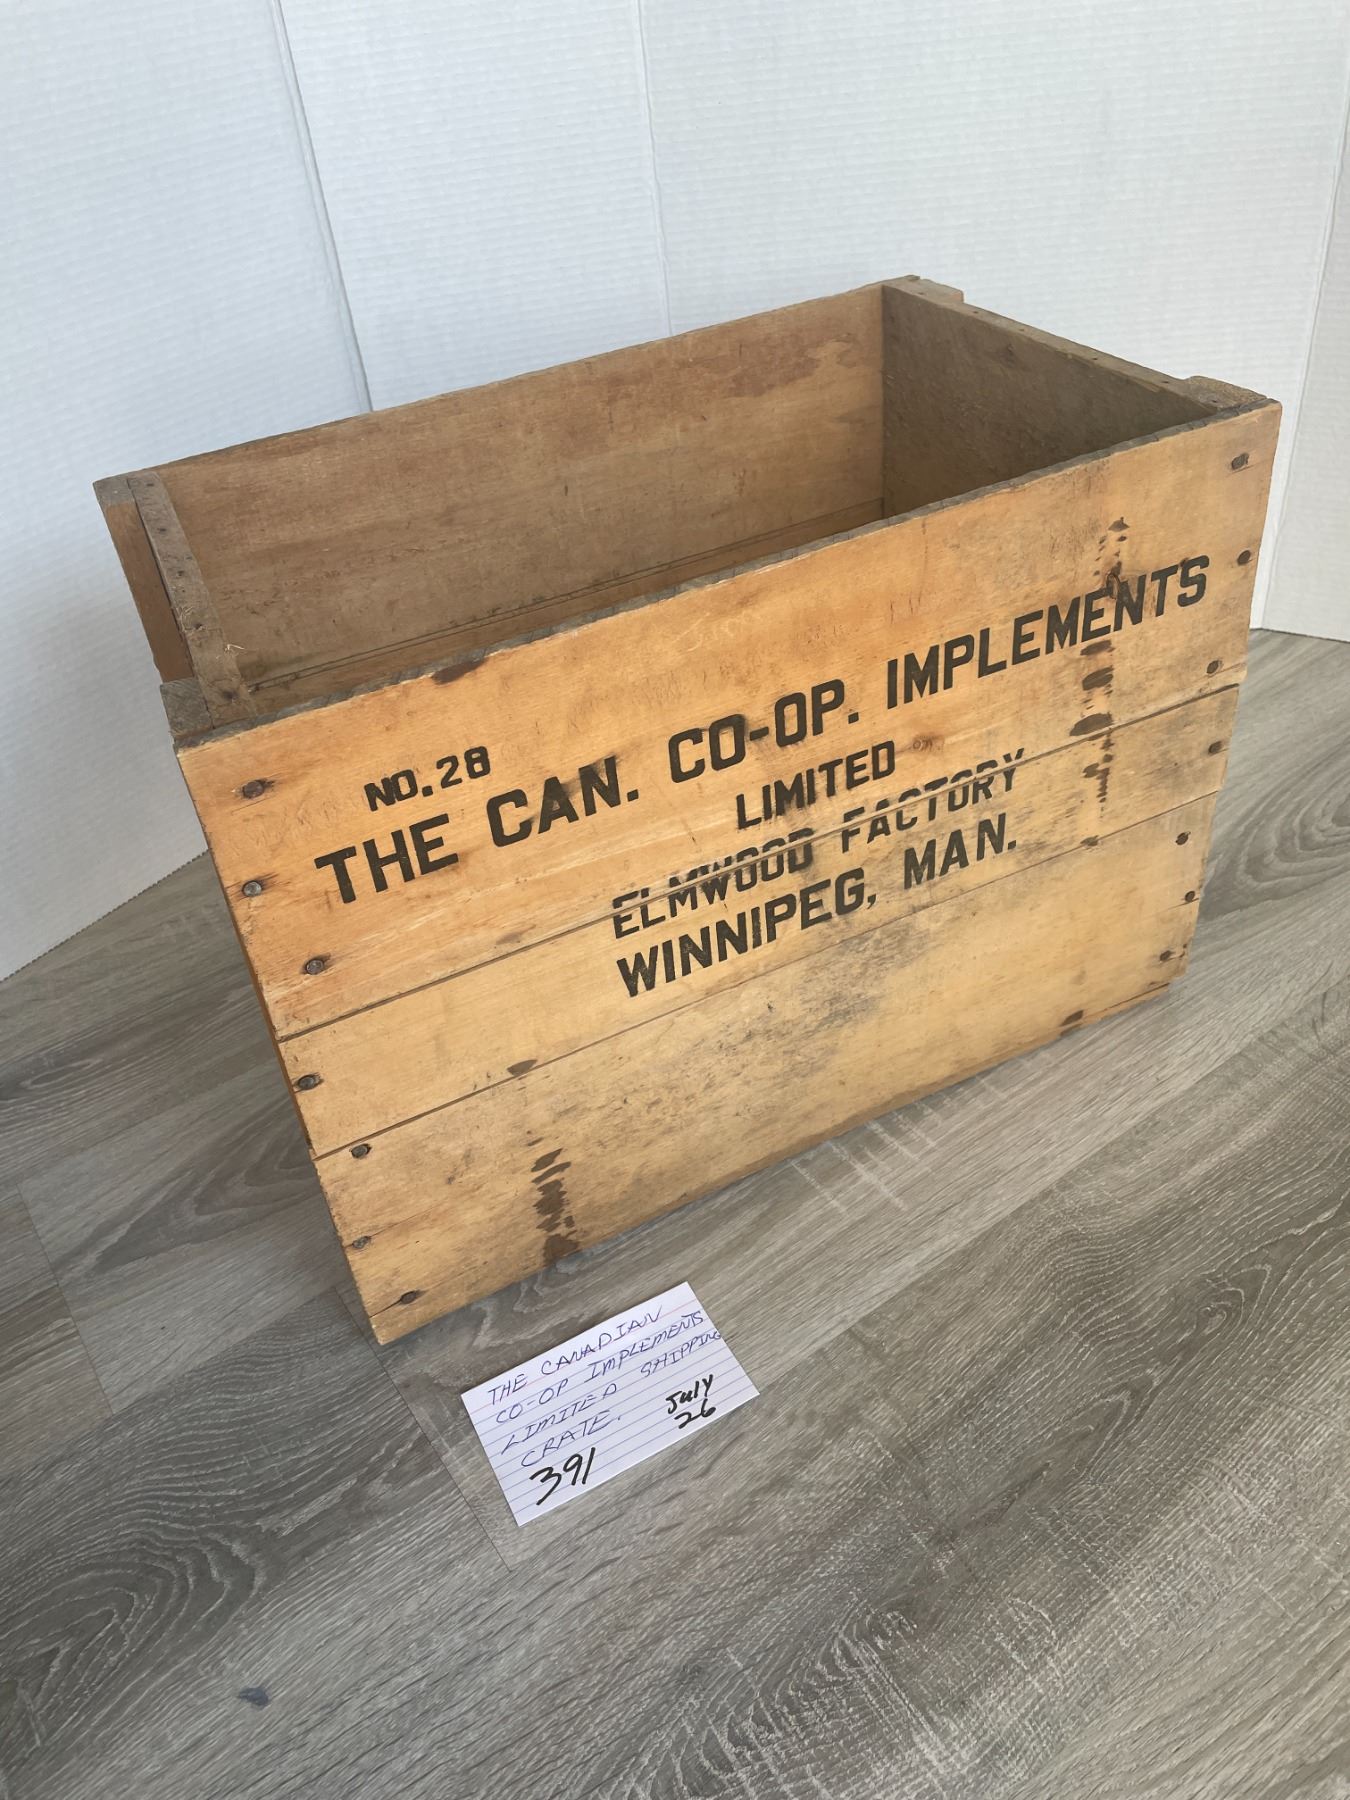 NO. 28
THE CAN. CO-OP. IMPLEMENTS
LIMITED
ELMWOOD FACTORY
WINNIPEG, MAN.
THE CANADIAN
CO-OP IMPLEMENTS
LIMITED SHIPPING
CRATE.
July
26
391